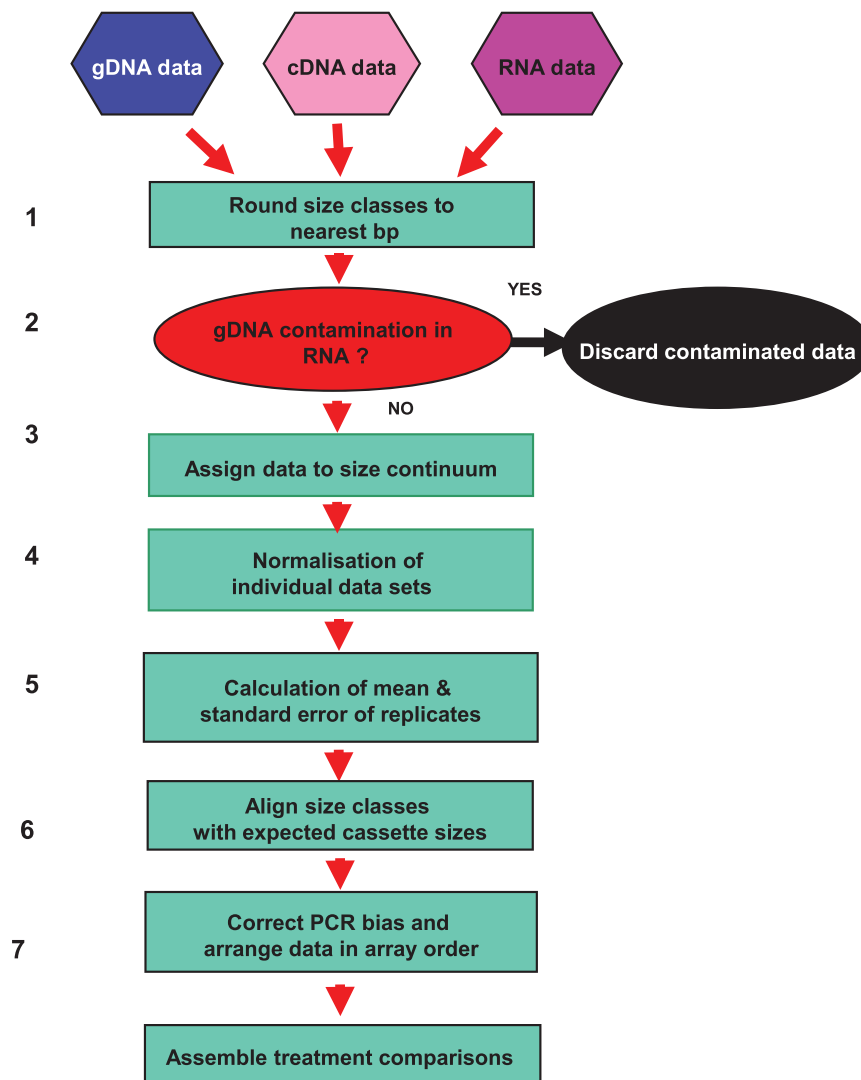 gDNA data
cDNA data
RNA data
1
Round size classes to
nearest bp
2
gDNA contamination in
RNA ?
YES
Discard contaminated data
NO
3
Assign data to size continuum
4
Normalisation of
individual data sets
5
Calculation of mean &
standard error of replicates
6
Align size classes
with expected cassette sizes
7
Correct PCR bias and
arrange data in array order
Assemble treatment comparisons